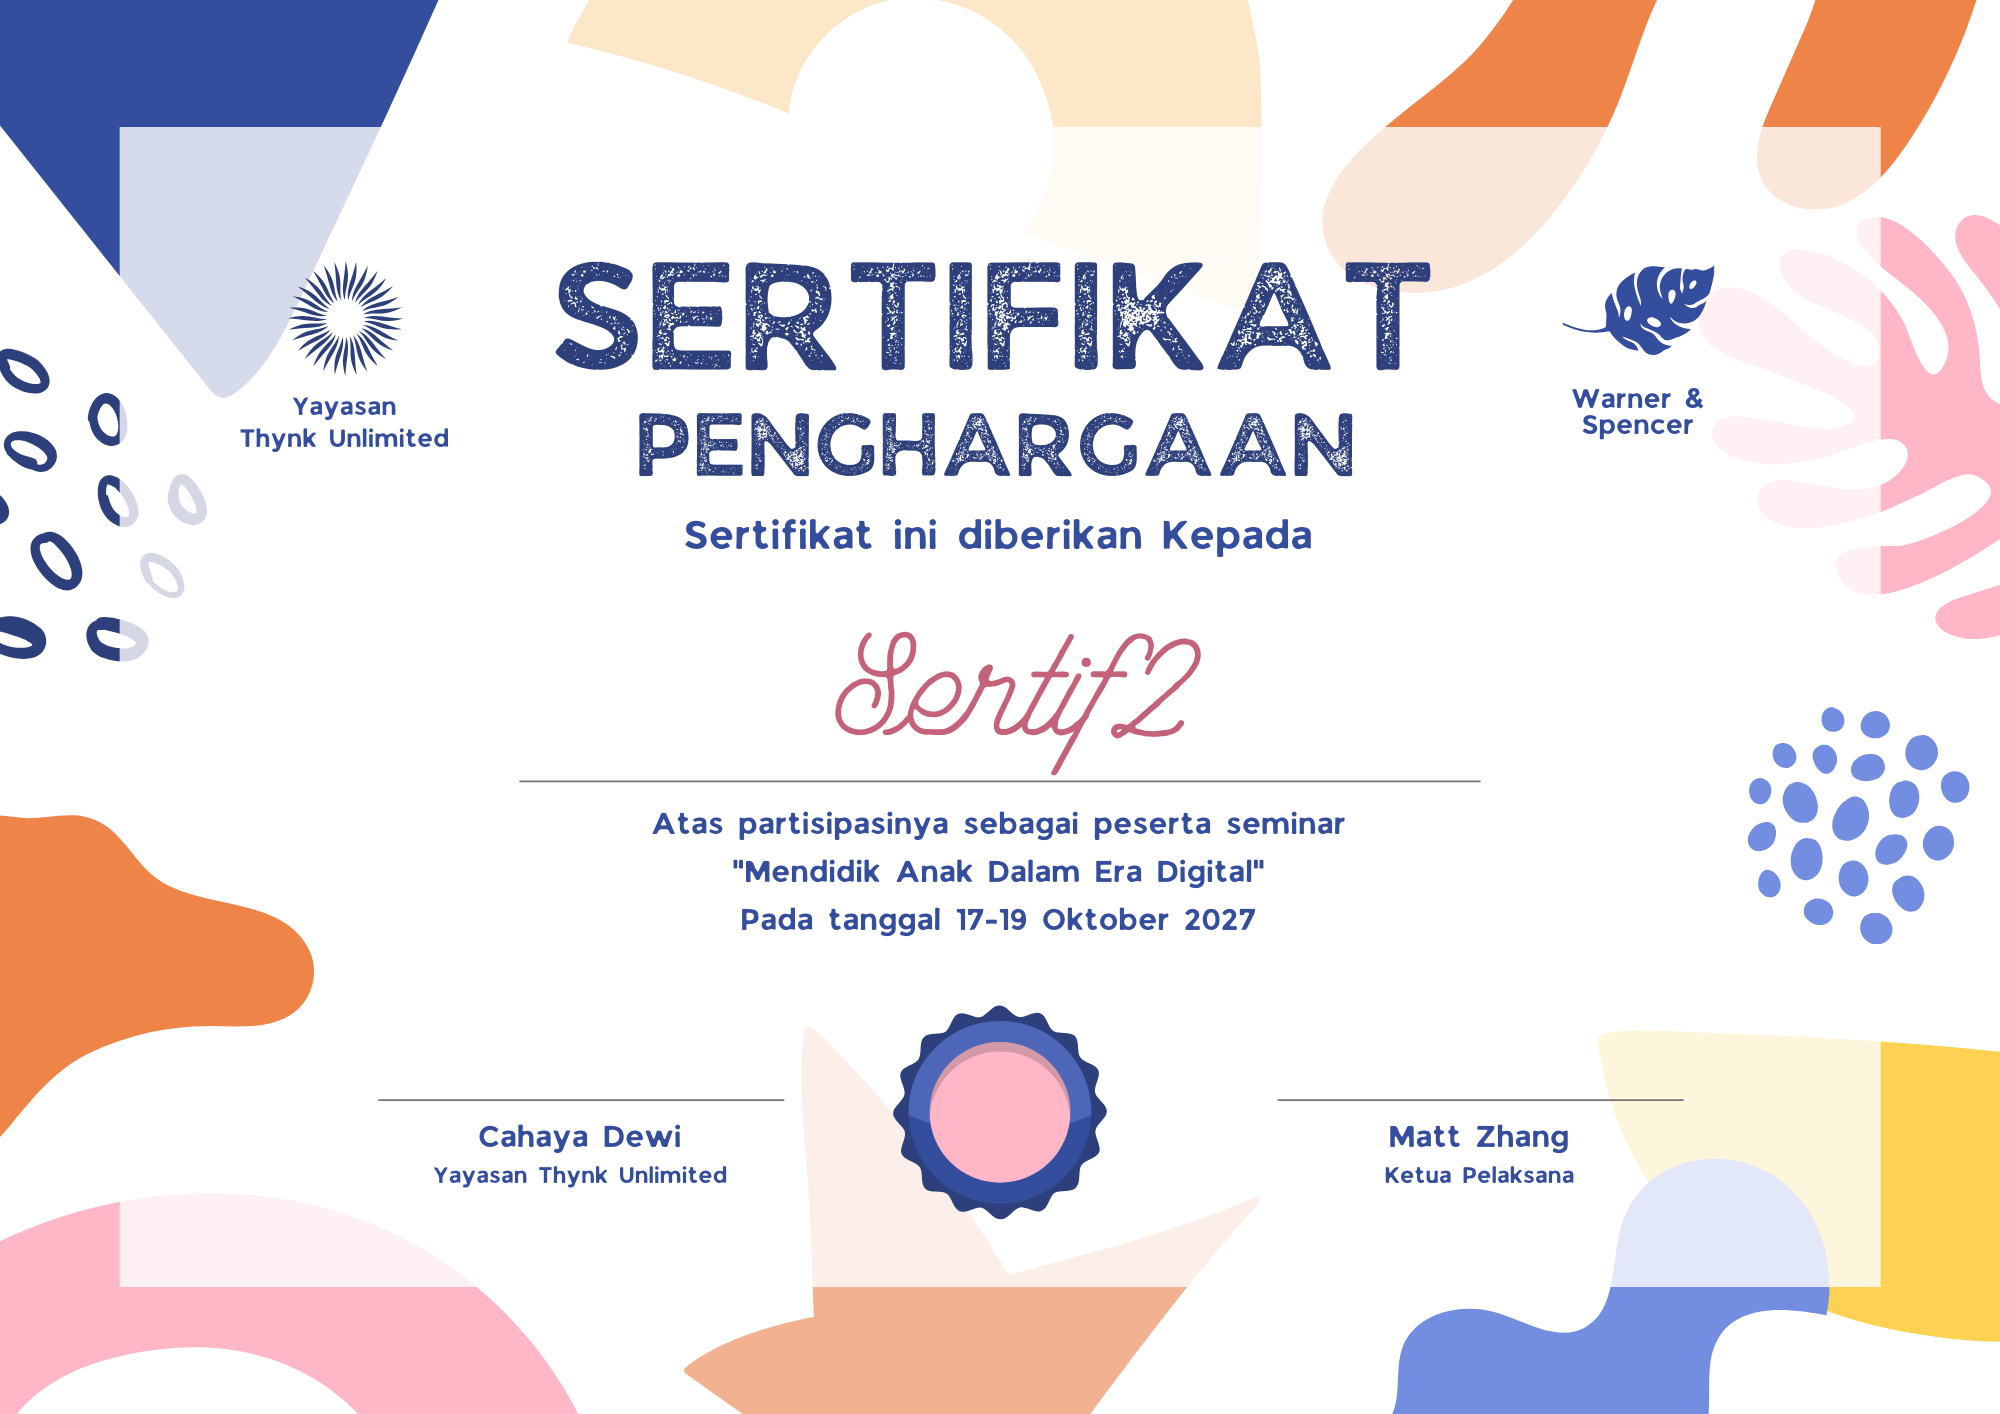 Yayasan
Thynk Unlimited
SERTIFIKAT
PENGHARGAAN
Warner &
Spencer
Sertifikat ini diberikan Kepada
Sertif2
Atas partisipasinya sebagai peserta seminar
"Mendidik Anak Dalam Era Digital"
Pada tanggal 17-19 Oktober 2027
Cahaya Dewi
Yayasan Thynk Unlimited
Matt Zhang
Ketua Pelaksana